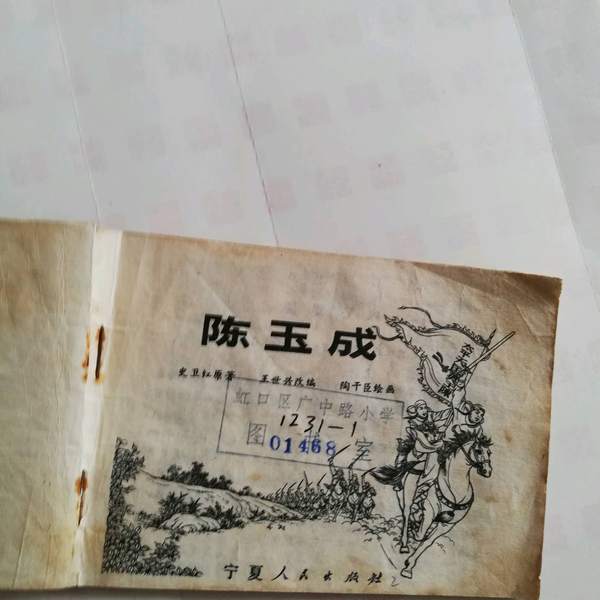 陈玉成
史卫红原著 王世兴改编 陶干臣绘画
虹口区广中路小学
1231-1
图 室
01468
宁夏人民出版社